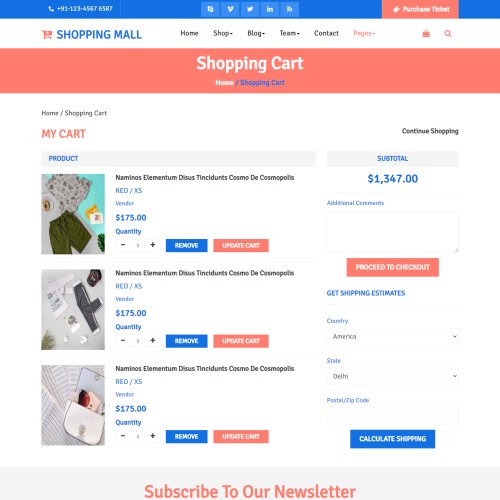 +91-123-4567 6587
Purchase Ticket
SHOPPING MALL
Home Shop Blog Team Contact Pages
Shopping Cart
Home / Shopping Cart
Home / Shopping Cart
MY CART
Continue Shopping
PRODUCT
Naminos Elementum Disus Tincidunts Cosmo De Cosmopolis
RED / XS
Vendor
$175.00
Quantity
- 1 + REMOVE UPDATE CART
Naminos Elementum Disus Tincidunts Cosmo De Cosmopolis
RED / XS
Vendor
$175.00
Quantity
- 1 + REMOVE UPDATE CART
Naminos Elementum Disus Tincidunts Cosmo De Cosmopolis
RED / XS
Vendor
$175.00
Quantity
- 1 + REMOVE UPDATE CART
SUBTOTAL
$1,347.00
Additional Comments
PROCEED TO CHECKOUT
GET SHIPPING ESTIMATES
Country
America
State
Delhi
Postal/Zip Code
CALCULATE SHIPPING
Subscribe To Our Newsletter